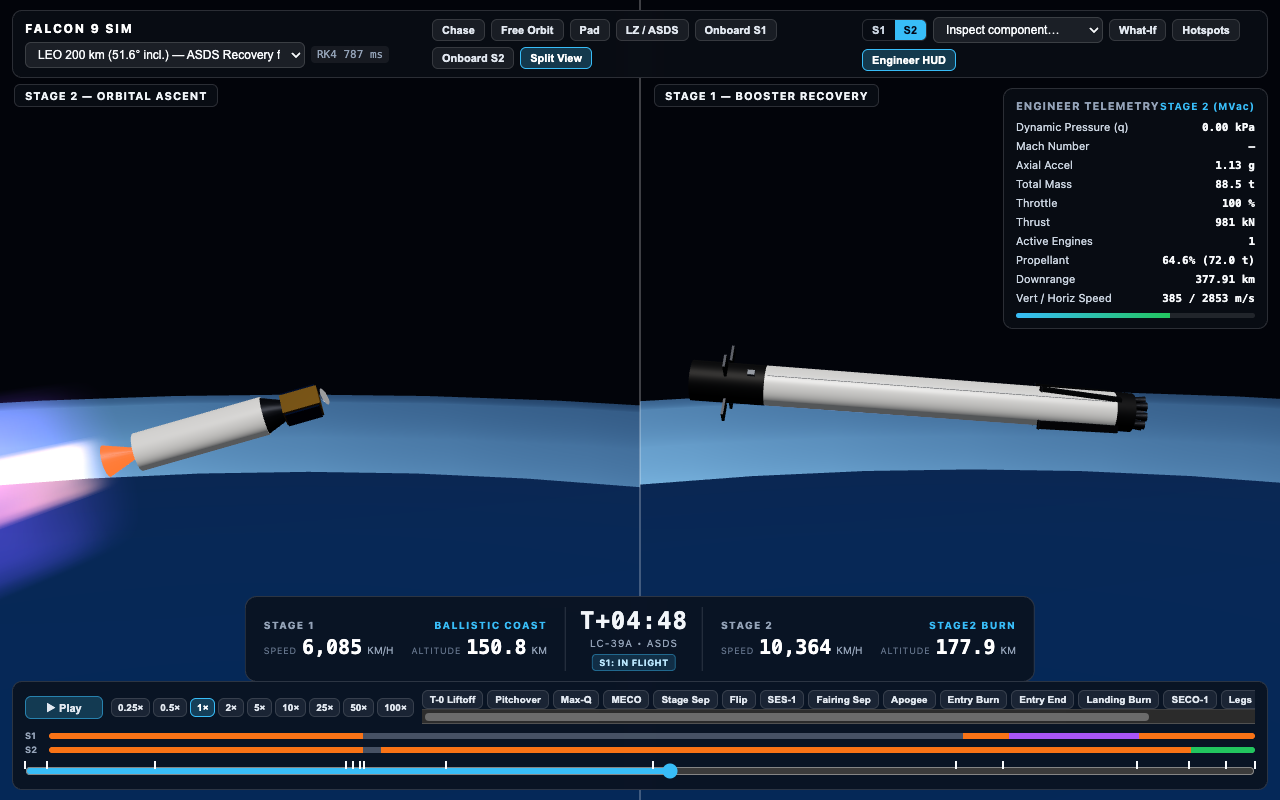 FALCON 9 SIM
LEO 200 km (51.6° incl.) — ASDS Recovery f
RK4 787 ms
Chase
Free Orbit
Pad
LZ / ASDS
Onboard S1
Onboard S2
Split View
S1
S2
Inspect component…
What-If
Hotspots
Engineer HUD
STAGE 2 — ORBITAL ASCENT
STAGE 1 — BOOSTER RECOVERY
ENGINEER TELEMETRY STAGE 2 (MVac)
Dynamic Pressure (q) 0.00 kPa
Mach Number —
Axial Accel 1.13 g
Total Mass 88.5 t
Throttle 100 %
Thrust 981 kN
Active Engines 1
Propellant 64.6% (72.0 t)
Downrange 377.91 km
Vert / Horiz Speed 385 / 2853 m/s
STAGE 1 BALLISTIC COAST
SPEED 6,085 KM/H ALTITUDE 150.8 KM
T+04:48
LC-39A • ASDS
S1: IN FLIGHT
STAGE 2 STAGE2 BURN
SPEED 10,364 KM/H ALTITUDE 177.9 KM
▶ Play
0.25×
0.5×
1×
2×
5×
10×
25×
50×
100×
T-0 Liftoff
Pitchover
Max-Q
MECO
Stage Sep
Flip
SES-1
Fairing Sep
Apogee
Entry Burn
Entry End
Landing Burn
SECO-1
Legs
S1
S2